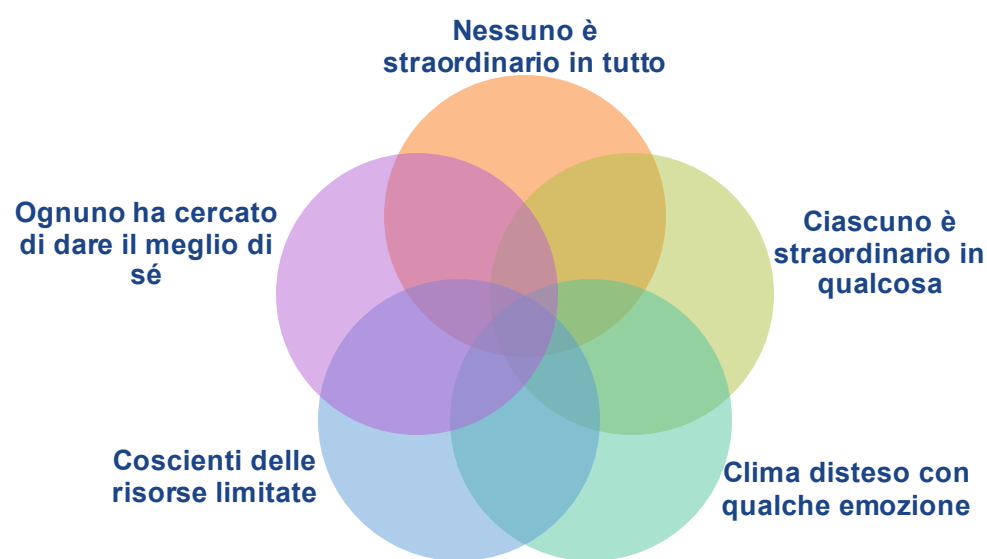 Nessuno è
straordinario in tutto
Ognuno ha cercato
di dare il meglio di
sé
Ciascuno è
straordinario in
qualcosa
Coscienti delle
risorse limitate
Clima disteso con
qualche emozione